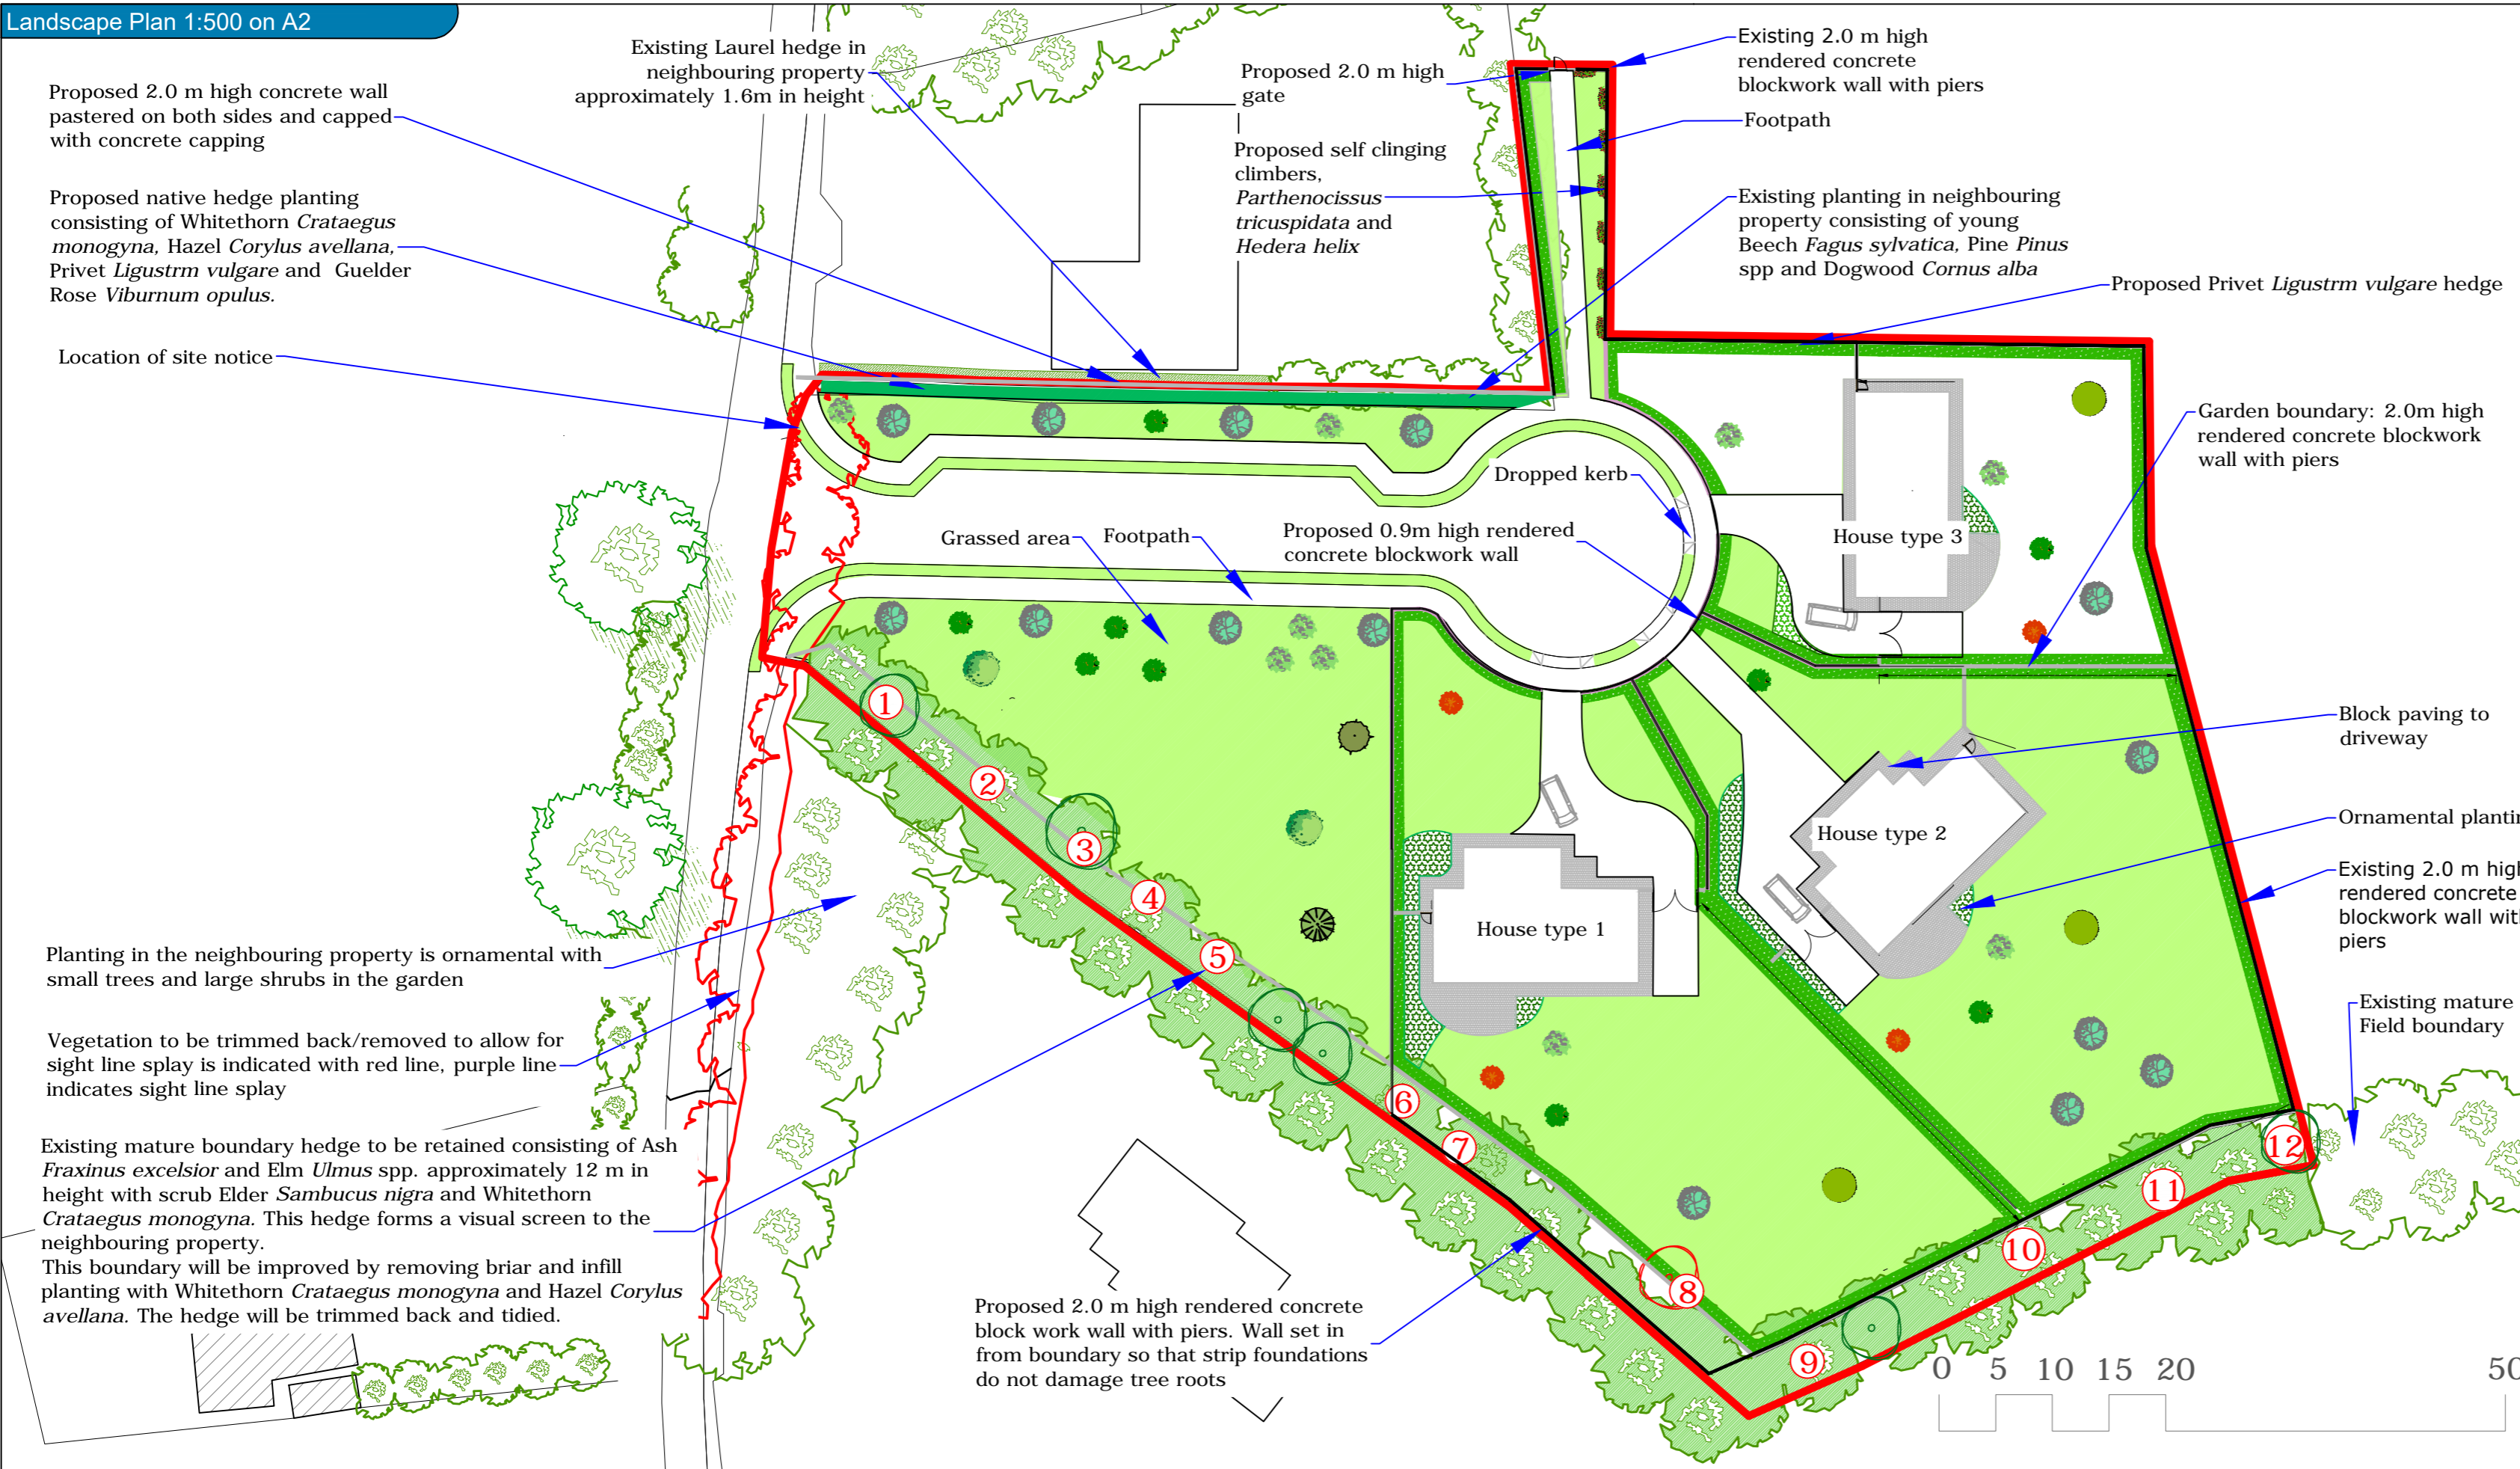 Landscape Plan 1:500 on A2
Proposed 2.0 m high concrete wall
pastered on both sides and capped
with concrete capping
Proposed native hedge planting
consisting of Whitethorn Crataegus
monogyna, Hazel Corylus avellana,
Privet Ligustrm vulgare and Guelder
Rose Viburnum opulus.
Location of site notice
Existing Laurel hedge in
neighbouring property
approximately 1.6m in height
Proposed 2.0 m high
gate
Proposed self clinging
climbers,
Parthenocissus
tricuspidata and
Hedera helix
Existing 2.0 m high
rendered concrete
blockwork wall with piers
Footpath
Existing planting in neighbouring
property consisting of young
Beech Fagus sylvatica, Pine Pinus
spp and Dogwood Cornus alba
Proposed Privet Ligustrm vulgare hedge
Garden boundary: 2.0m high
rendered concrete blockwork
wall with piers
Dropped kerb
Grassed area
Footpath
Proposed 0.9m high rendered
concrete blockwork wall
House type 3
House type 2
House type 1
Block paving to
driveway
Ornamental plantin
Existing 2.0 m high
rendered concrete
blockwork wall with
piers
Existing mature
Field boundary
Planting in the neighbouring property is ornamental with
small trees and large shrubs in the garden
Vegetation to be trimmed back/removed to allow for
sight line splay is indicated with red line, purple line
indicates sight line splay
Existing mature boundary hedge to be retained consisting of Ash
Fraxinus excelsior and Elm Ulmus spp. approximately 12 m in
height with scrub Elder Sambucus nigra and Whitethorn
Crataegus monogyna. This hedge forms a visual screen to the
neighbouring property.
This boundary will be improved by removing briar and infill
planting with Whitethorn Crataegus monogyna and Hazel Corylus
avellana. The hedge will be trimmed back and tidied.
Proposed 2.0 m high rendered concrete
block work wall with piers. Wall set in
from boundary so that strip foundations
do not damage tree roots
1
2
3
4
5
6
7
8
9
10
11
12
0 5 10 15 20 50